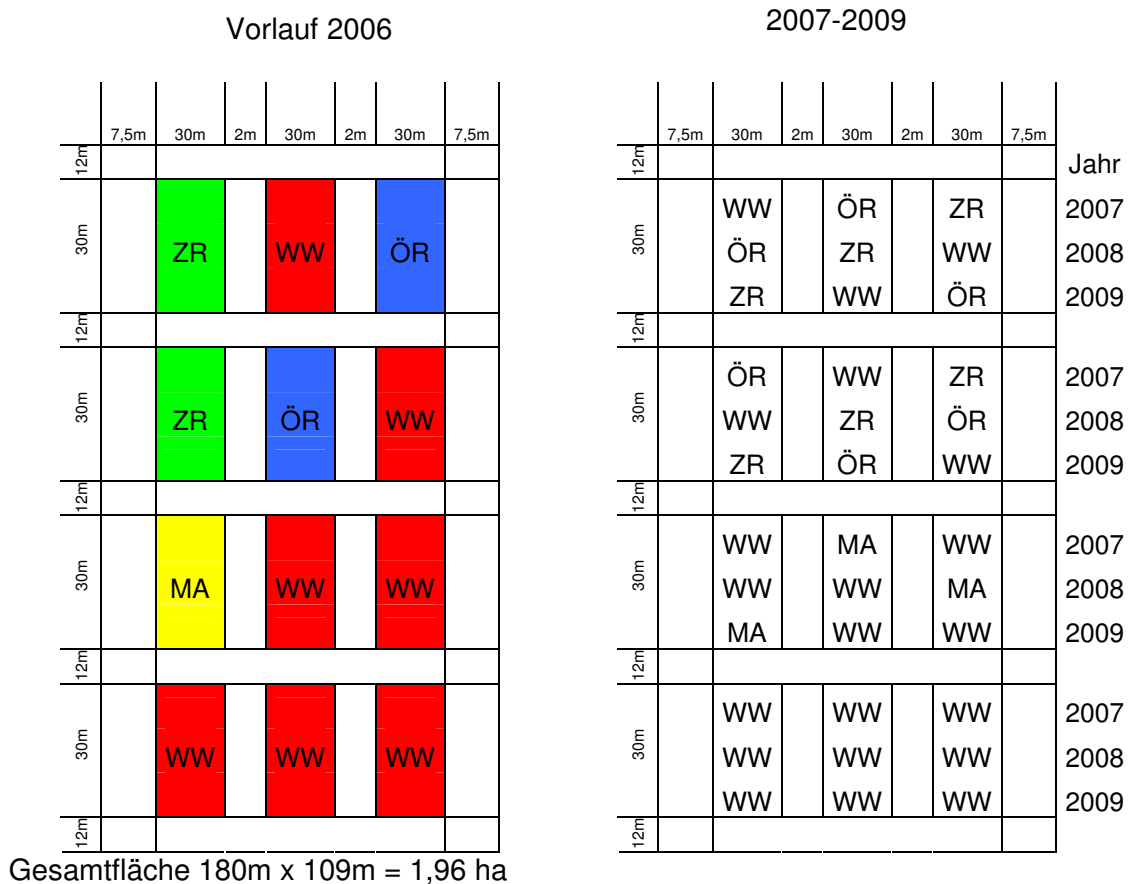 Vorlauf 2006
2007-2009
7,5m 30m 2m 30m 2m 30m 7,5m
7,5m 30m 2m 30m 2m 30m 7,5m
12m
12m
Jahr
30m
ZR WW ÖR
30m
WW ÖR ZR 2007
ÖR ZR WW 2008
ZR WW ÖR 2009
12m
12m
30m
ZR ÖR WW
30m
ÖR WW ZR 2007
WW ZR ÖR 2008
ZR ÖR WW 2009
12m
12m
30m
MA WW WW
30m
WW MA WW 2007
WW WW MA 2008
MA WW WW 2009
12m
12m
30m
WW WW WW
30m
WW WW WW 2007
WW WW WW 2008
WW WW WW 2009
12m
12m
Gesamtfläche 180m x 109m = 1,96 ha